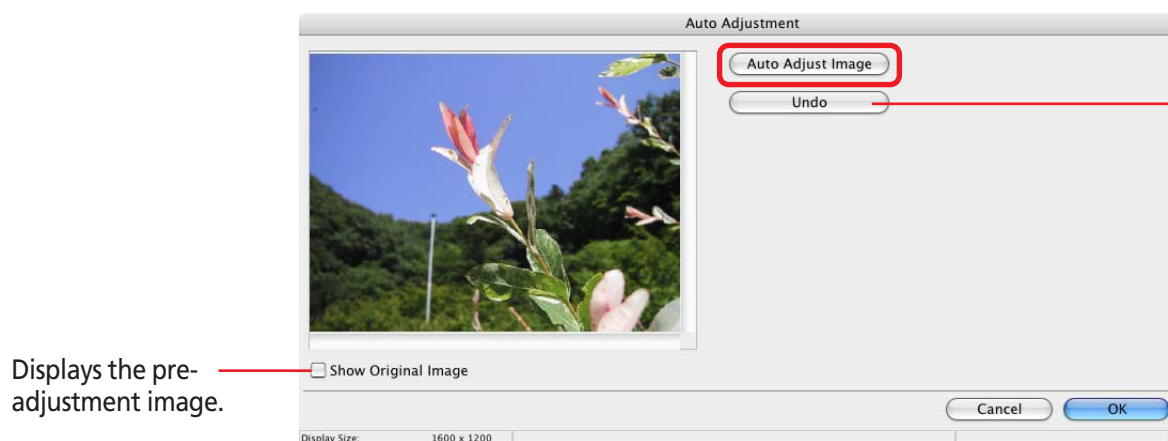 Auto Adjustment
Auto Adjust Image
Undo
Displays the pre-
adjustment image.
Show Original Image
Cancel
OK
Display Size:
1600 x 1200